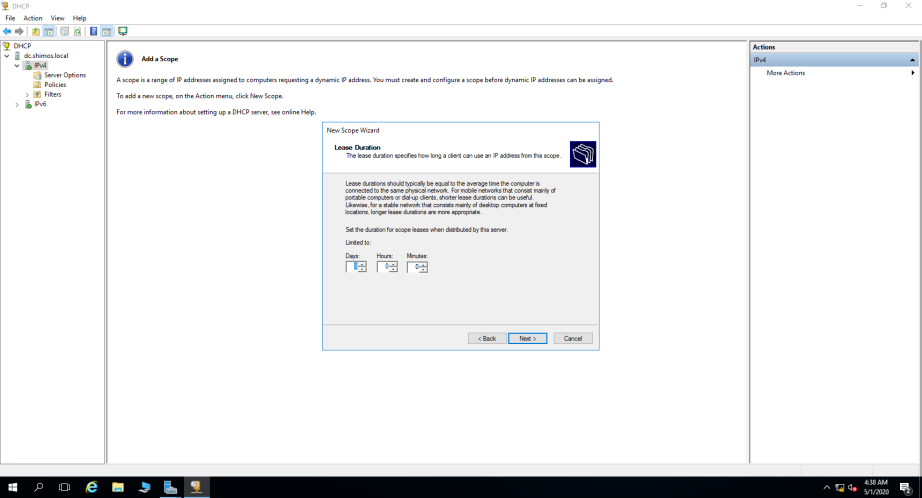 DHCP
File Action View Help
DHCP
dc.shimos.local
IPv4
Server Options
Policies
Filters
IPv6
Add a Scope
A scope is a range of IP addresses assigned to computers requesting a dynamic IP address. You must create and configure a scope before dynamic IP addresses can be assigned.
To add a new scope, on the Action menu, click New Scope.
For more information about setting up a DHCP server, see online Help.
New Scope Wizard
Lease Duration
The lease duration specifies how long a client can use an IP address from this scope.
Lease durations should typically be equal to the average time the computer is
connected to the same physical network. For mobile networks that consist mainly of
portable computers or dial-up clients, shorter lease durations can be useful.
Likewise, for a stable network that consists mainly of desktop computers at fixed
locations, longer lease durations are more appropriate.
Set the duration for scope leases when distributed by this server.
Limited to:
Days: Hours: Minutes:
0 0
< Back Next > Cancel
Actions
IPv4
More Actions
4:38 AM
5/1/2020